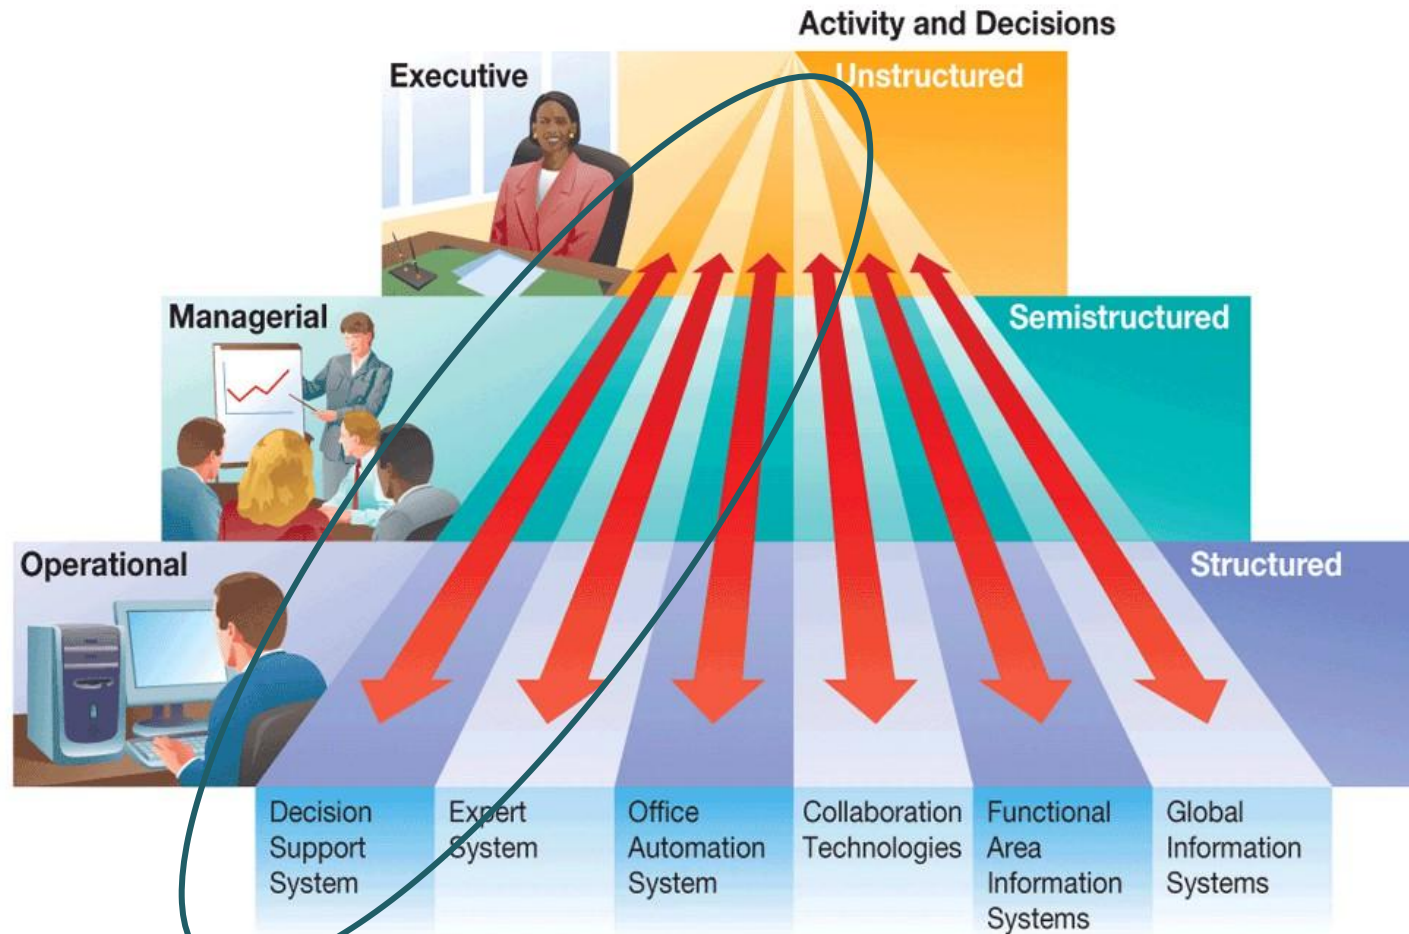 Activity and Decisions
Executive
Unstructured
Managerial
Semistructured
Operational
Structured
Decision
Support
System
Expert
System
Office
Automation
System
Collaboration
Technologies
Functional
Area
Information
Systems
Global
Information
Systems